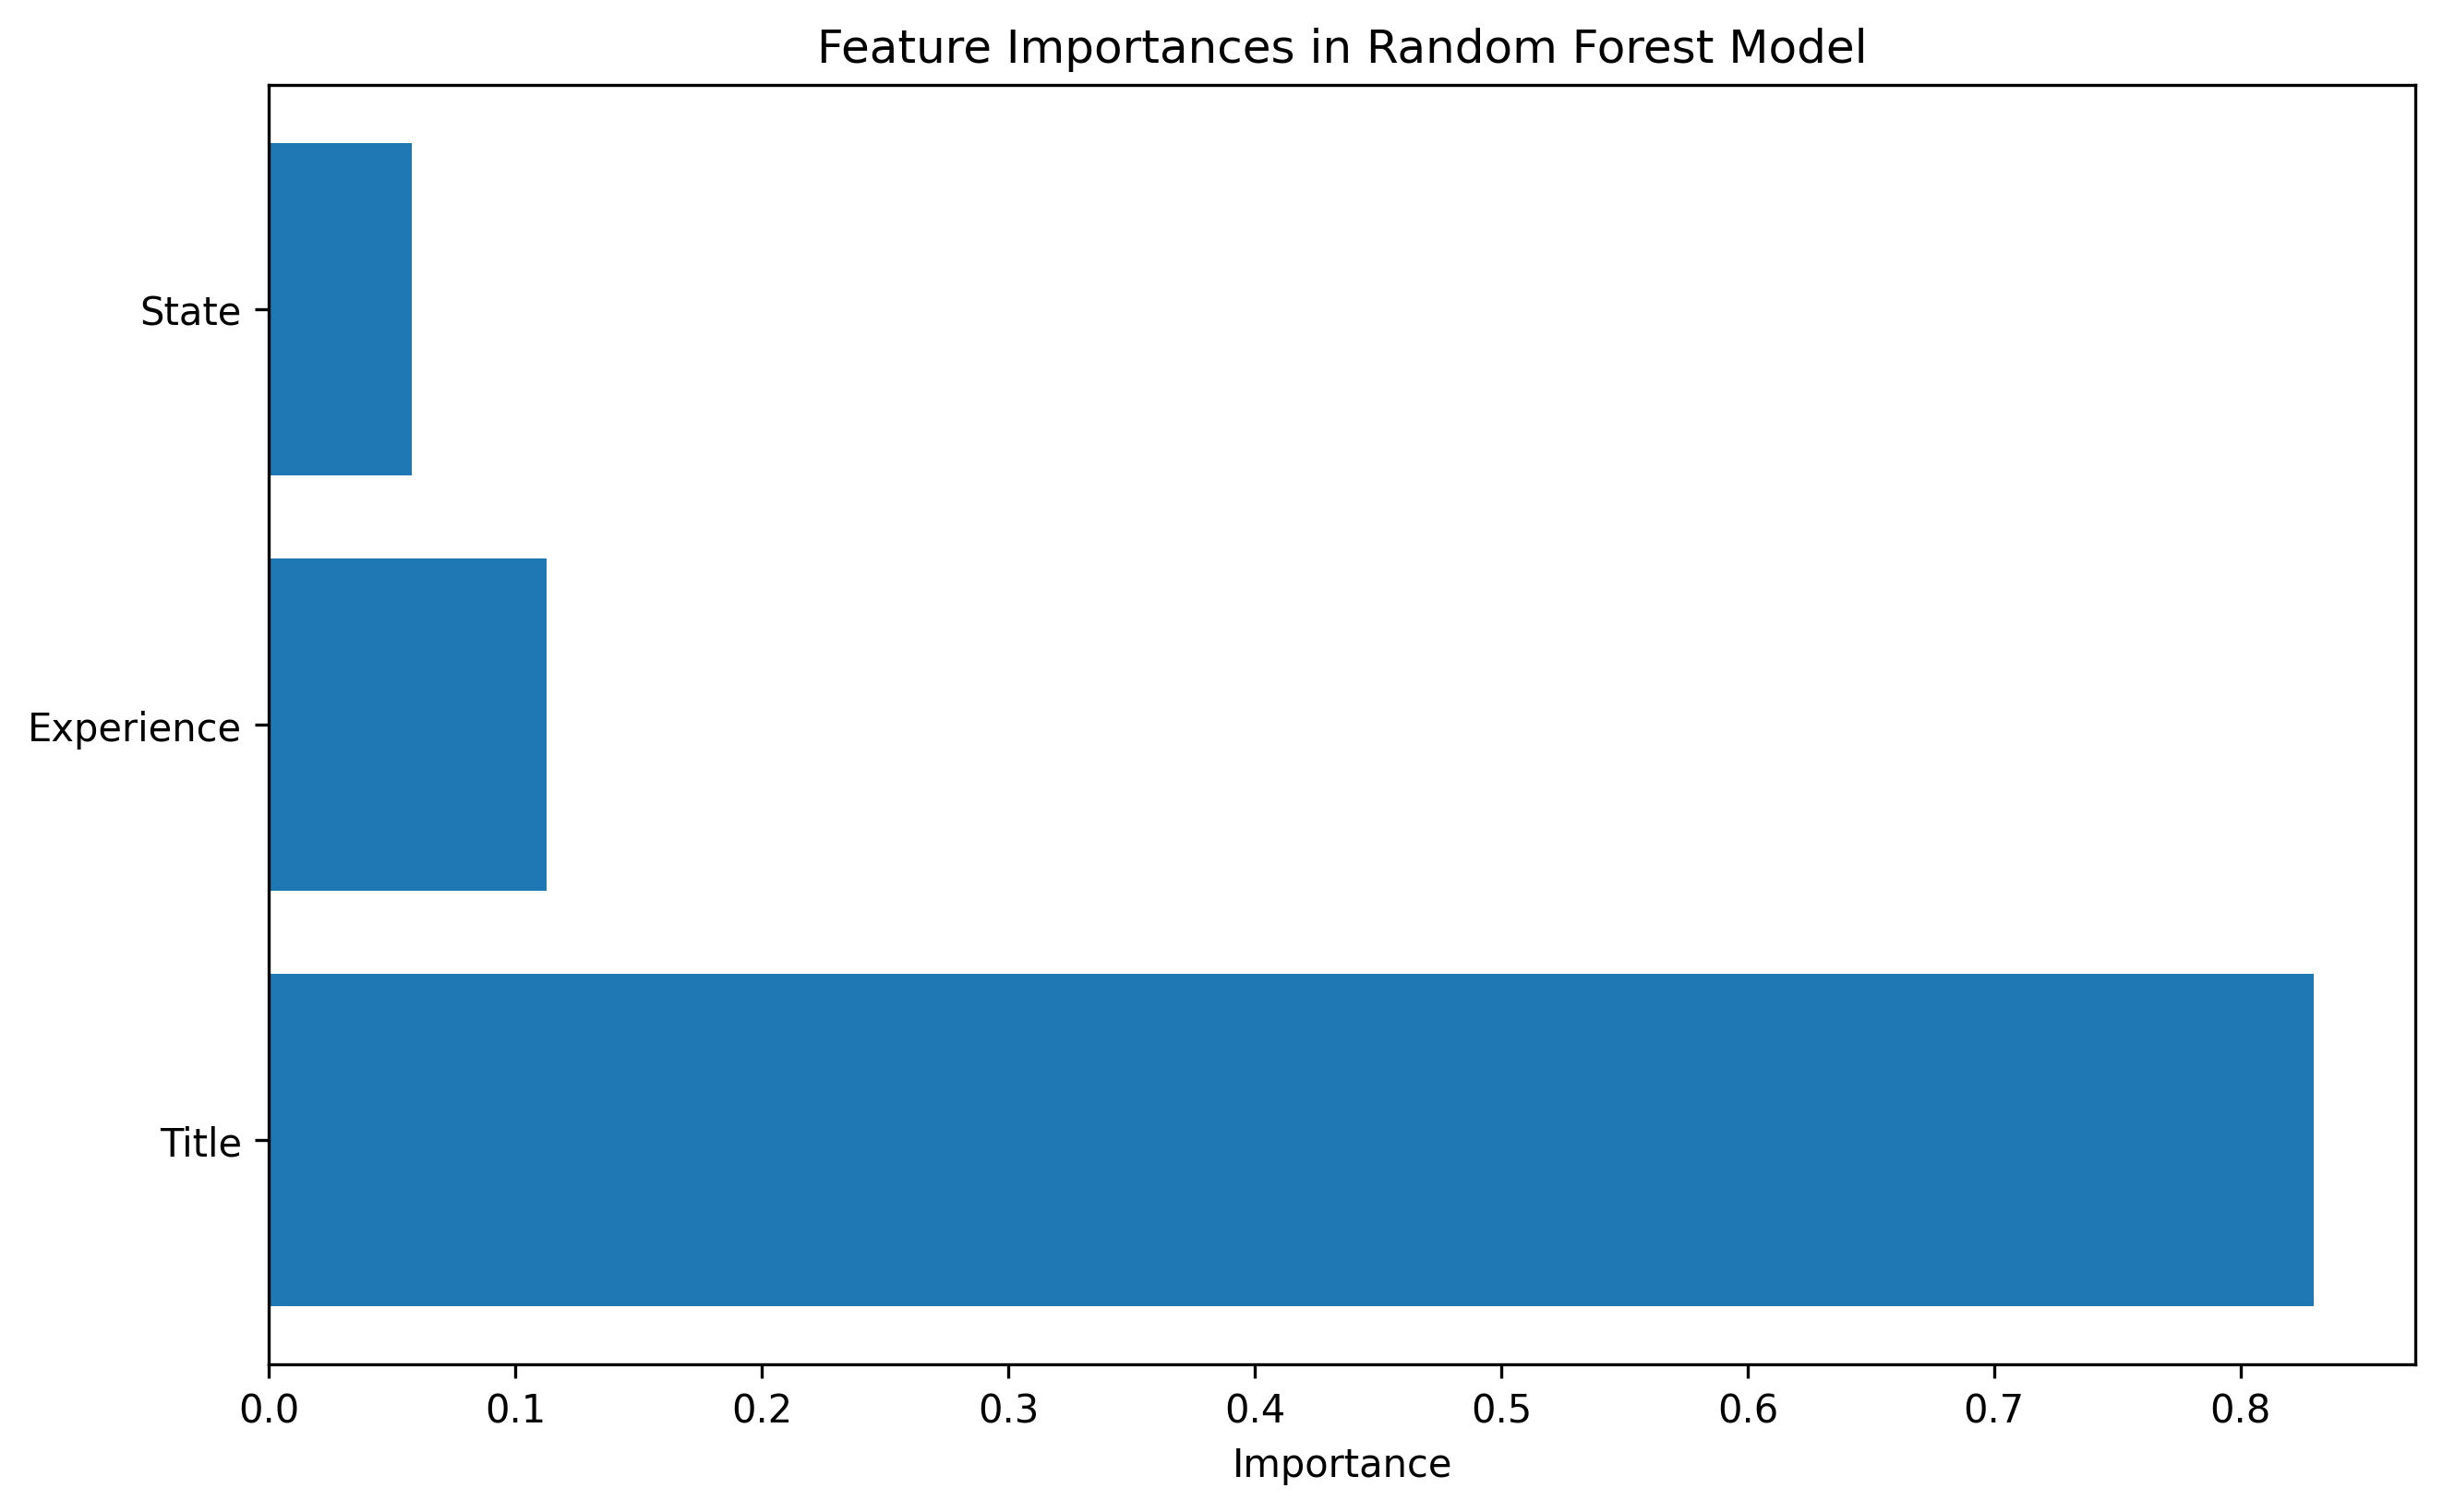 Feature Importances in Random Forest Model
State
Experience
Title
0.0 0.1 0.2 0.3 0.4 0.5 0.6 0.7 0.8
Importance